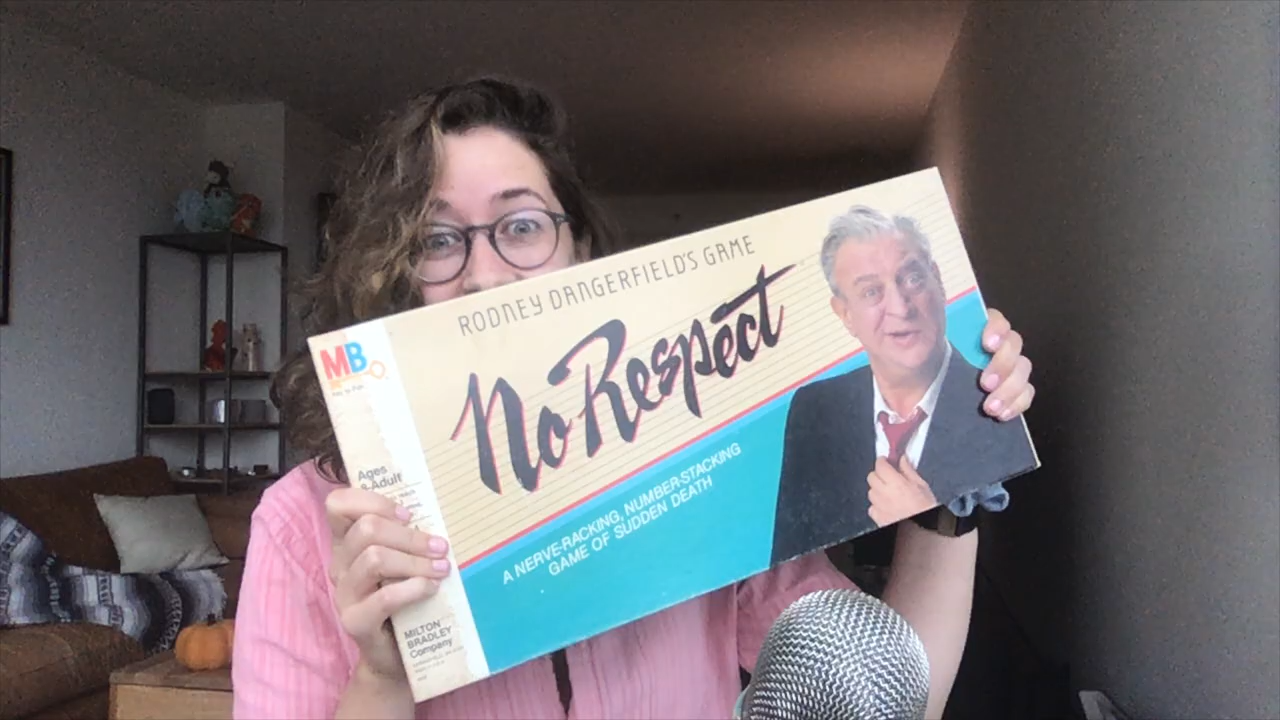 RODNEY DANGERFIELD'S GAME
No Respect
A NERVE-RACKING, NUMBER-STACKING
GAME OF SUDDEN DEATH
MB
Ages
8-Adult
MILTON
BRADLEY
Company